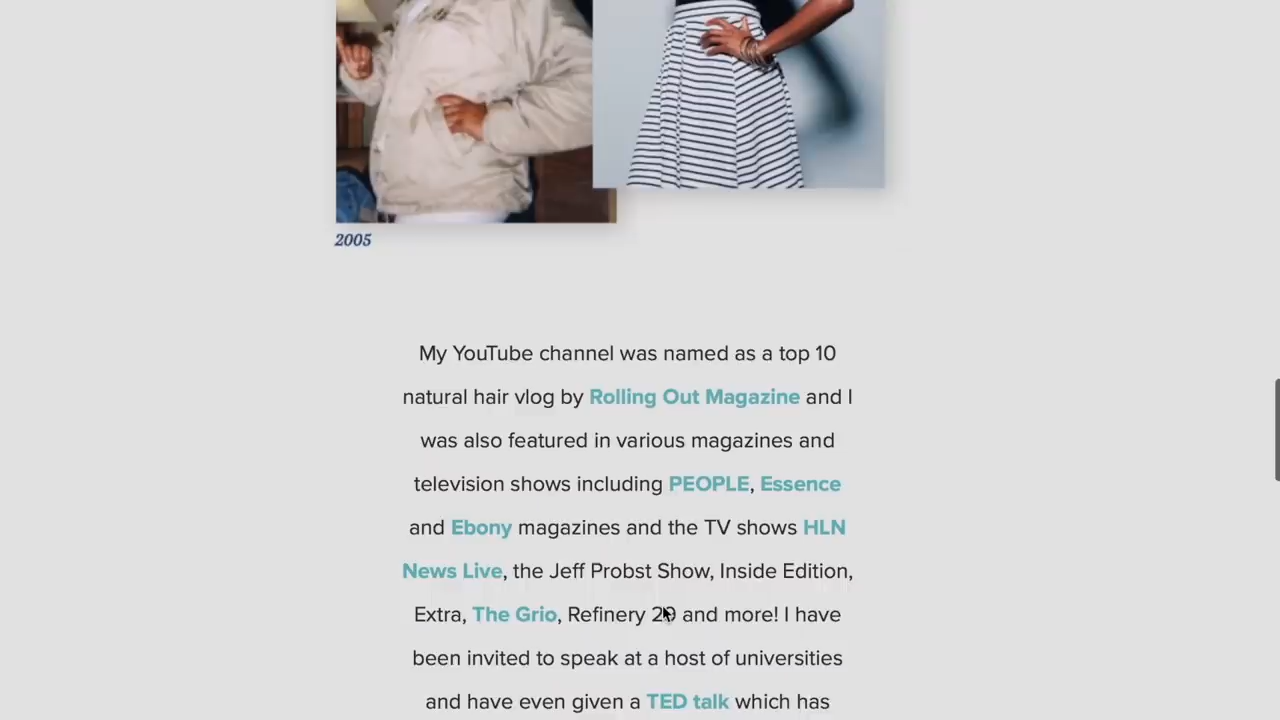 2005
My YouTube channel was named as a top 10
natural hair vlog by Rolling Out Magazine and I
was also featured in various magazines and
television shows including PEOPLE, Essence
and Ebony magazines and the TV shows HLN
News Live, the Jeff Probst Show, Inside Edition,
Extra, The Grio, Refinery 29 and more! I have
been invited to speak at a host of universities
and have even given a TED talk which has